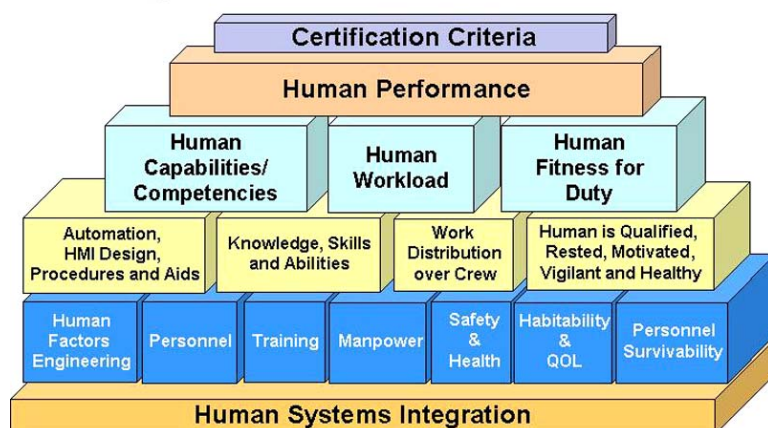 Certification Criteria
Human Performance
Human
Capabilities/
Competencies
Human
Workload
Human
Fitness for
Duty
Automation,
HMI Design,
Procedures and Aids
Knowledge, Skills
and Abilities
Work
Distribution
over Crew
Human is Qualified,
Rested, Motivated,
Vigilant and Healthy
Human
Factors
Engineering
Personnel
Training
Manpower
Safety
&
Health
Habitability
&
QOL
Personnel
Survivability
Human Systems Integration